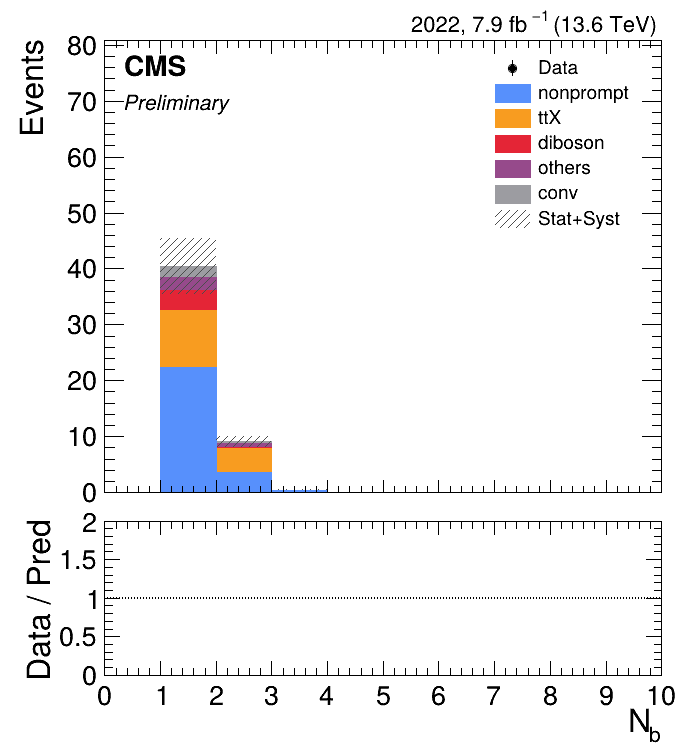 2022, 7.9 fb⁻¹ (13.6 TeV)
CMS
Preliminary
Events
80
70
60
50
40
30
20
10
0
Data
nonprompt
ttX
diboson
others
conv
Stat+Syst
Data / Pred
2
1.5
1
0.5
0
0 1 2 3 4 5 6 7 8 9 10
N_b